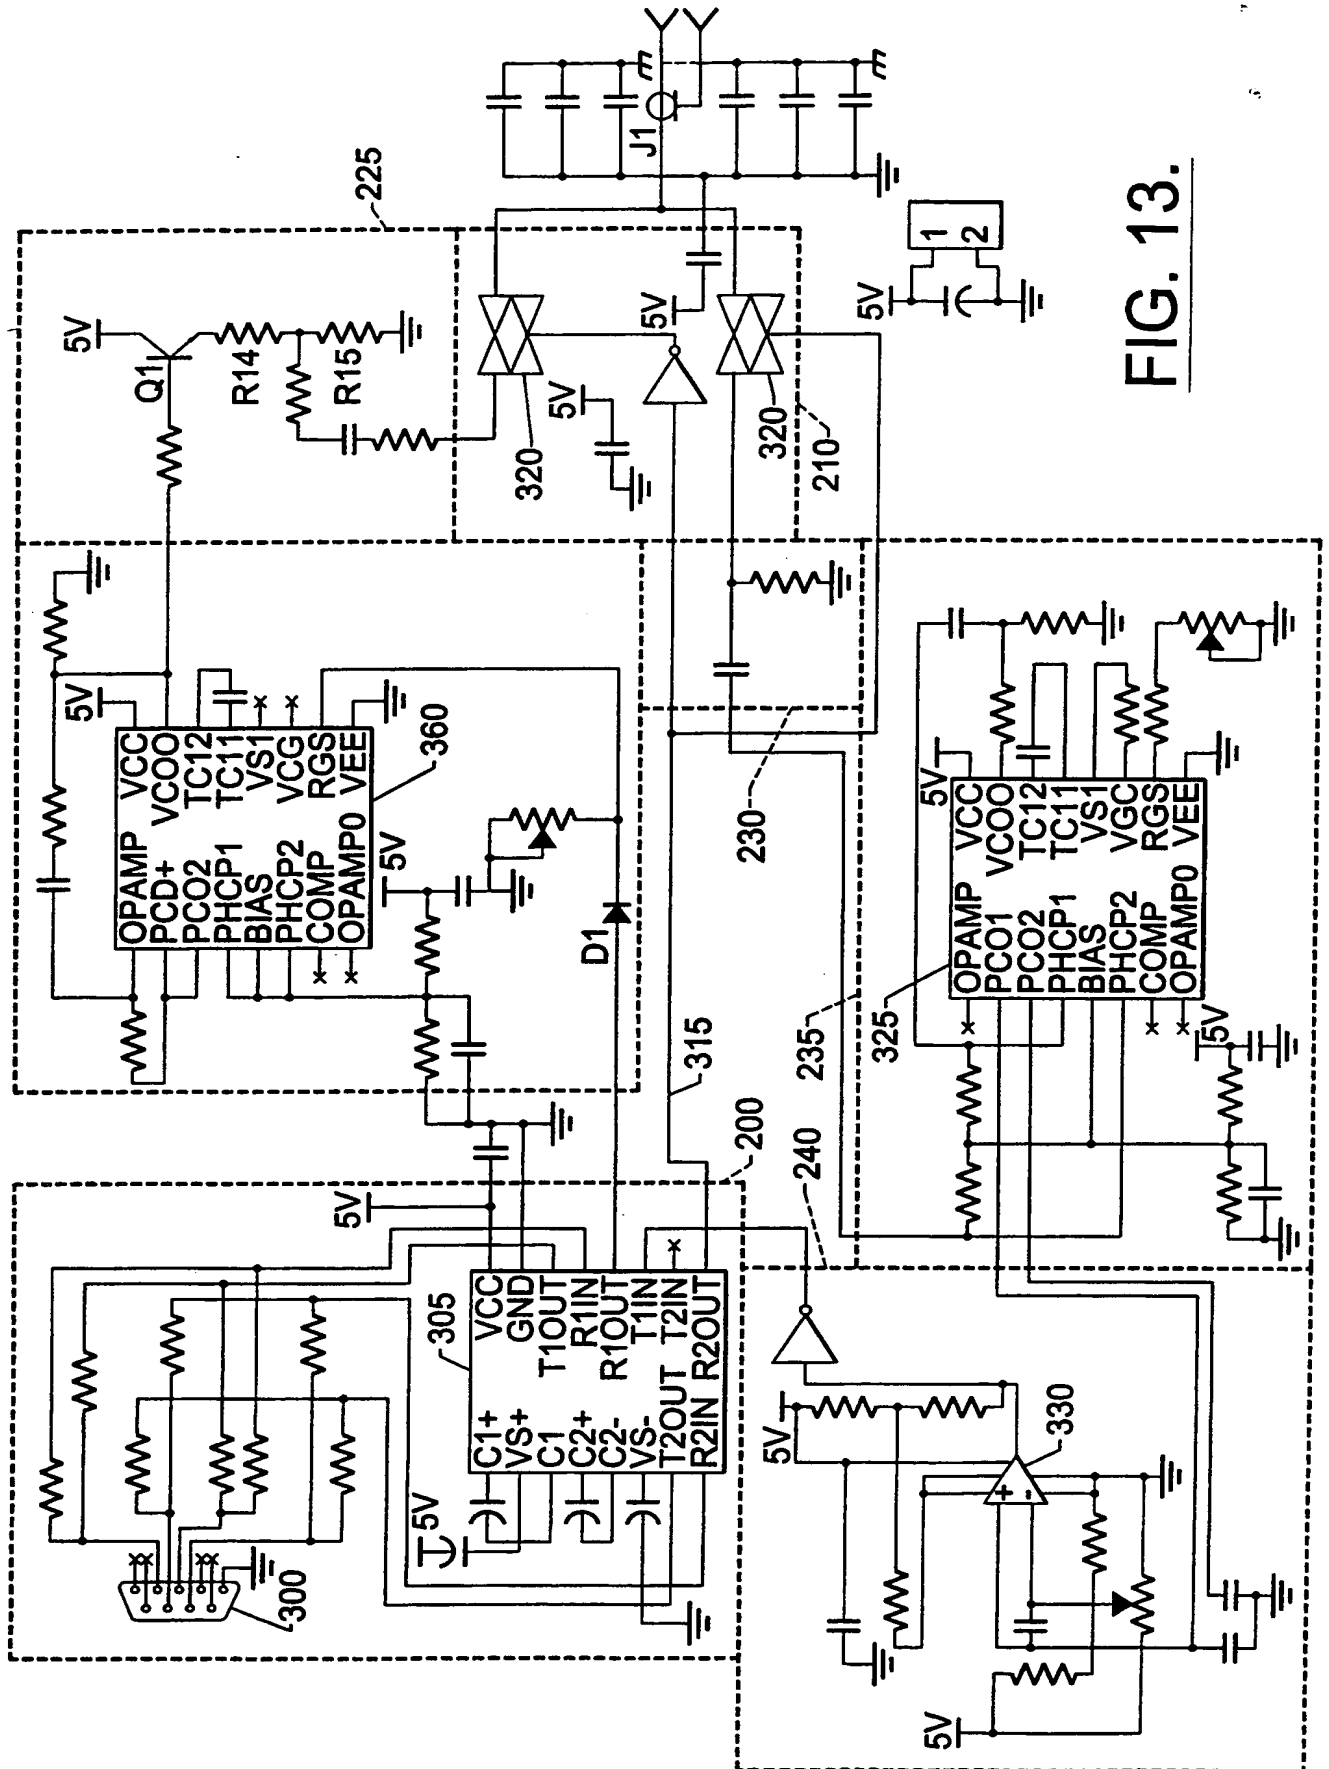 225
5V
Q1
R14
R15
J1
5V
5V
320
320
210
5V
1
2
FIG. 13.
5V
VCC
VCOO
TC12
TC11
VS1
VCG
RGS
VEE
OPAMP
PCD+
PCO2
PHCP1
BIAS
PHCP2
COMP
OPAMP0
360
5V
D1
230
315
235
325
5V
VCC
VCOO
TC12
TC11
VS1
VGC
RGS
VEE
OPAMP
PCO1
PCO2
PHCP1
BIAS
PHCP2
COMP
OPAMP0
5V
200
240
5V
305
VCC
GND
T1OUT
R1IN
R1OUT
T1IN
T2IN
R2OUT
C1+
VS+
C1
C2+
C2-
VS-
T2OUT
R2IN
5V
300
5V
330
+
-
5V